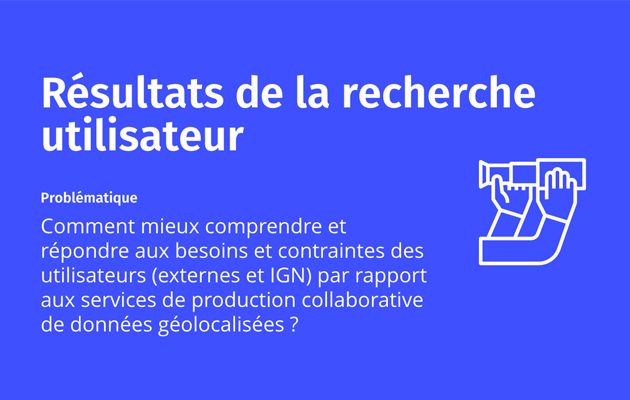 Résultats de la recherche
utilisateur
Problématique
Comment mieux comprendre et
répondre aux besoins et contraintes des
utilisateurs (externes et IGN) par rapport
aux services de production collaborative
de données géolocalisées ?